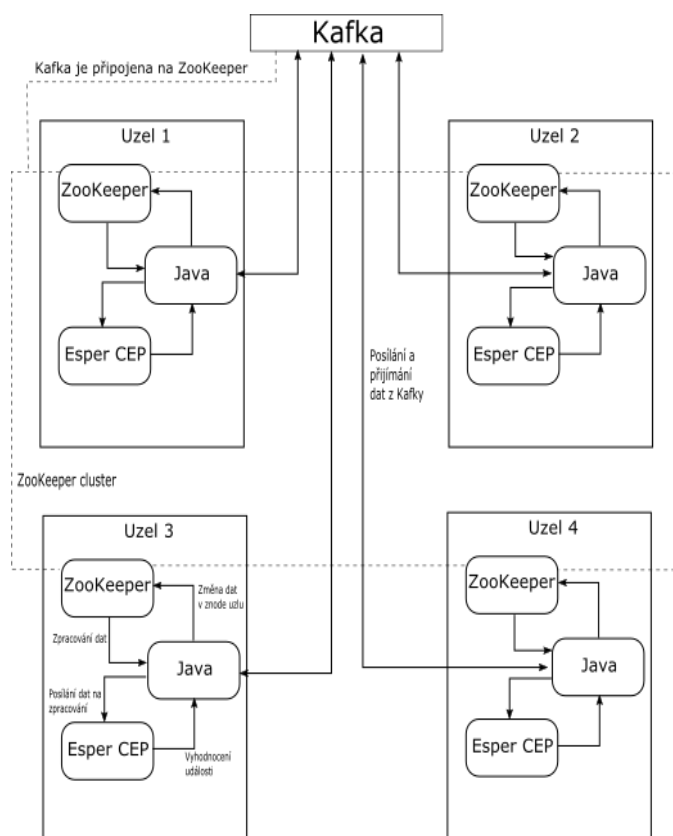 Kafka
Kafka je připojena na ZooKeeper
Uzel 1
ZooKeeper
Java
Esper CEP
Uzel 2
ZooKeeper
Java
Esper CEP
Posílání a
přijímání
dat z Kafky
ZooKeeper cluster
Uzel 3
ZooKeeper
Změna dat
v znode uzlu
Zpracování dat
Java
Posílání dat na
zpracování
Esper CEP
Vyhodnocení
události
Uzel 4
ZooKeeper
Java
Esper CEP